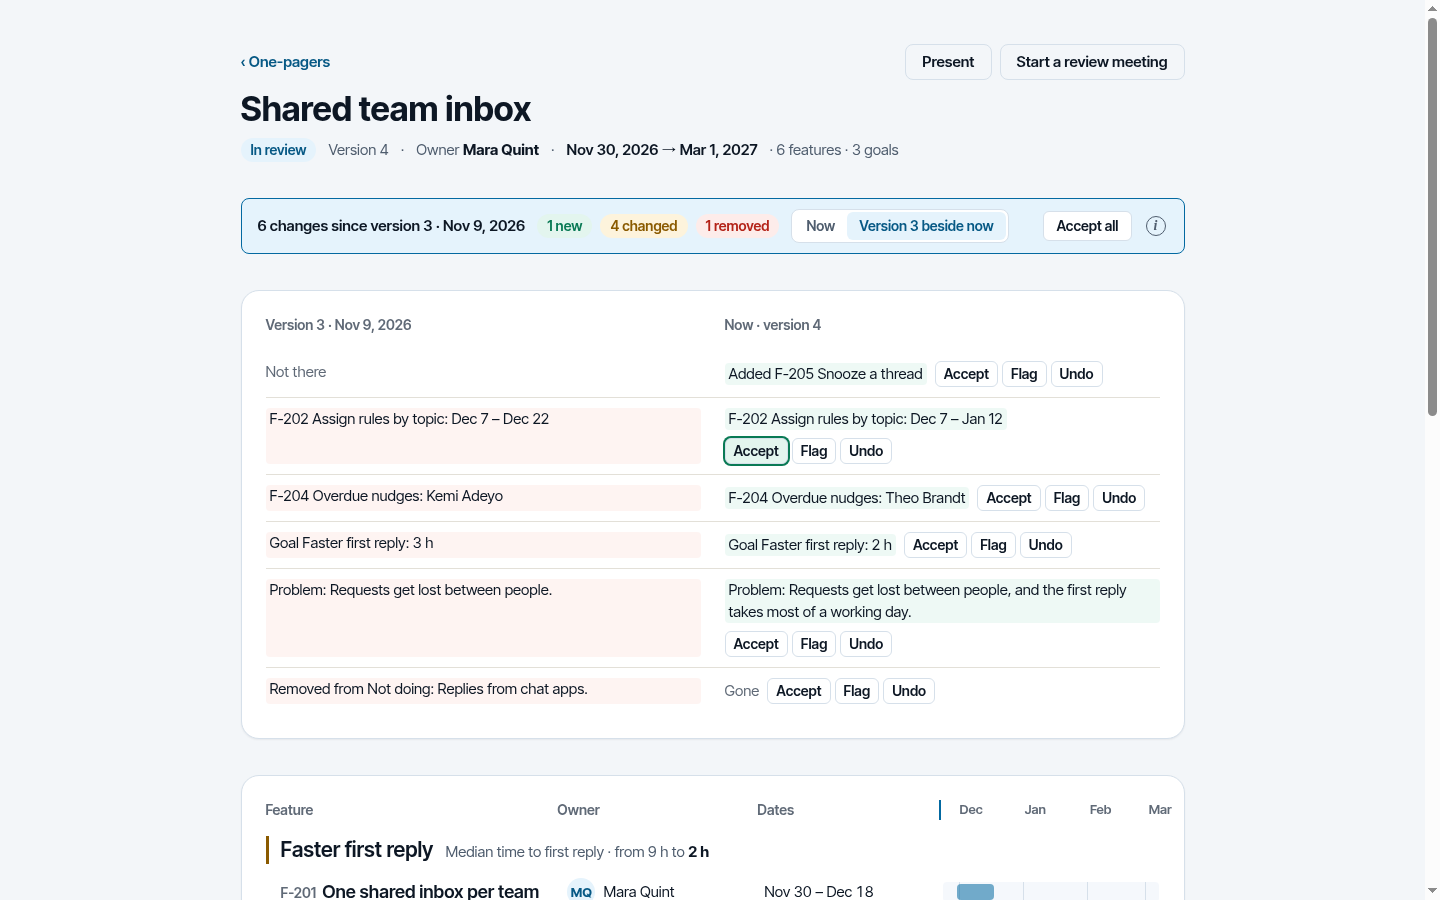 ‹ One-pagers
Present
Start a review meeting
Shared team inbox
In review Version 4 · Owner Mara Quint · Nov 30, 2026 → Mar 1, 2027 · 6 features · 3 goals
6 changes since version 3 · Nov 9, 2026 1 new 4 changed 1 removed Now Version 3 beside now Accept all i
Version 3 · Nov 9, 2026 Now · version 4
Not there Added F-205 Snooze a thread Accept Flag Undo
F-202 Assign rules by topic: Dec 7 – Dec 22 F-202 Assign rules by topic: Dec 7 – Jan 12
Accept Flag Undo
F-204 Overdue nudges: Kemi Adeyo F-204 Overdue nudges: Theo Brandt Accept Flag Undo
Goal Faster first reply: 3 h Goal Faster first reply: 2 h Accept Flag Undo
Problem: Requests get lost between people. Problem: Requests get lost between people, and the first reply
takes most of a working day.
Accept Flag Undo
Removed from Not doing: Replies from chat apps. Gone Accept Flag Undo
Feature Owner Dates Dec Jan Feb Mar
Faster first reply Median time to first reply · from 9 h to 2 h
F-201 One shared inbox per team MQ Mara Quint Nov 30 – Dec 18